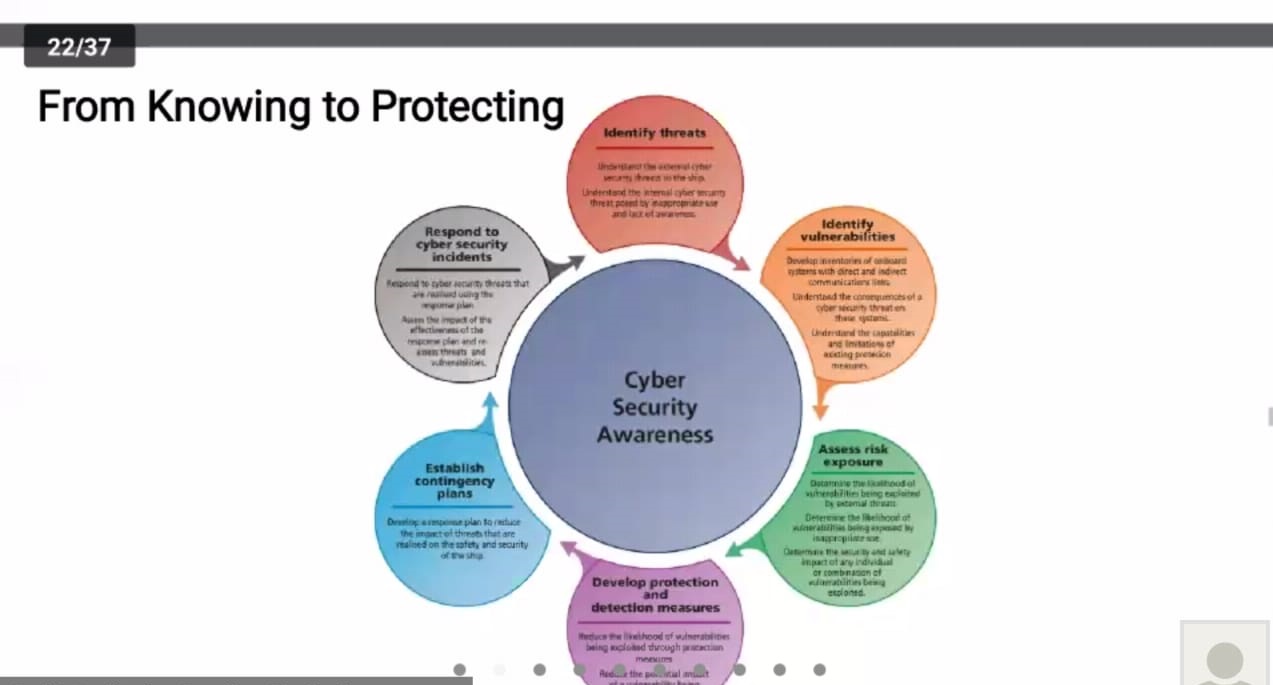 22/37
From Knowing to Protecting
Identify threats
Understand the external cyber
security threats to the ship.
Understand the internal cyber security
threat posed by inappropriate use
and lack of awareness.
Identify
vulnerabilities
Develop inventories of onboard
systems with direct and indirect
communications links.
Understand the consequences of a
cyber security threat on
these systems.
Understand the capabilities
and limitations of
existing protection
measures.
Assess risk
exposure
Determine the likelihood of
vulnerabilities being exploited
by external threats.
Determine the likelihood of
vulnerabilities being exposed by
inappropriate use.
Determine the security and safety
impact of any individual
or combination of
vulnerabilities being
exploited.
Develop protection
and
detection measures
Reduce the likelihood of vulnerabilities
being exploited through protection
measures
Reduce the potential impact
of a vulnerability being
Establish
contingency
plans
Develop a response plan to reduce
the impact of threats that are
realised on the safety and security
of the ship.
Respond to
cyber security
incidents
Respond to cyber security threats that
are realised using the
response plan.
Assess the impact of the
effectiveness of the
response plan and re-
assess threats and
vulnerabilities.
Cyber
Security
Awareness